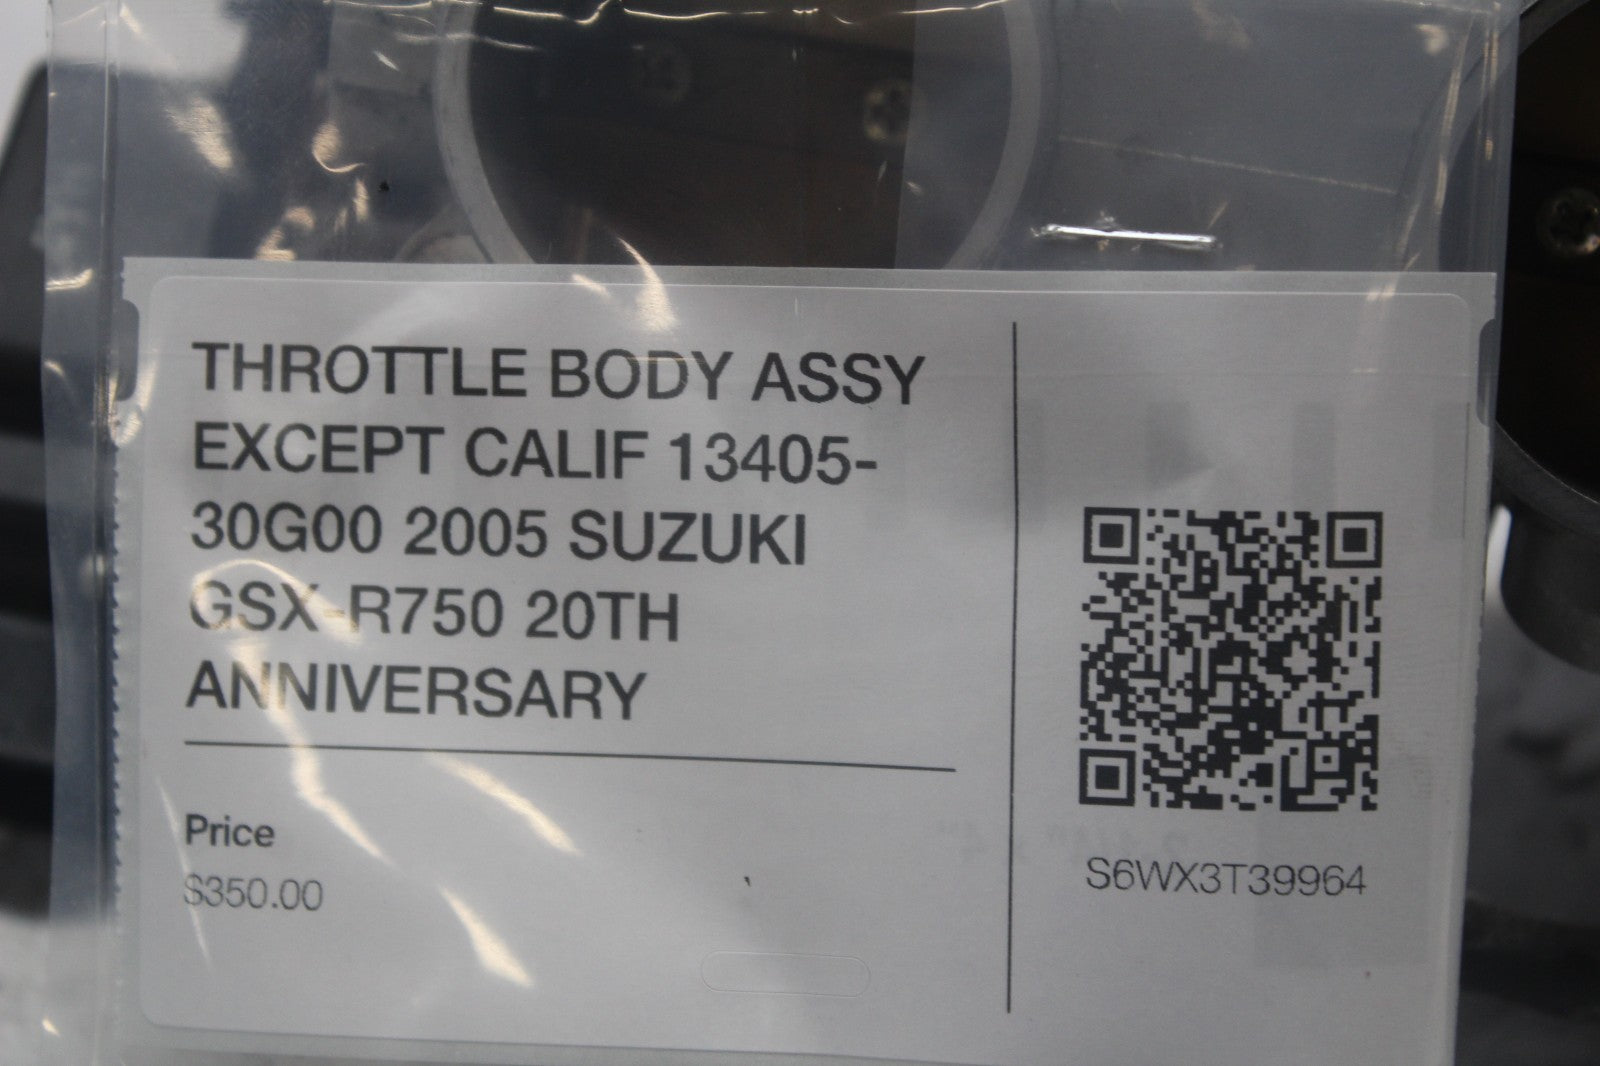 THROTTLE BODY ASSY
EXCEPT CALIF 13405-
30G00 2005 SUZUKI
GSX-R750 20TH
ANNIVERSARY
Price
$350.00
S6WX3T39964